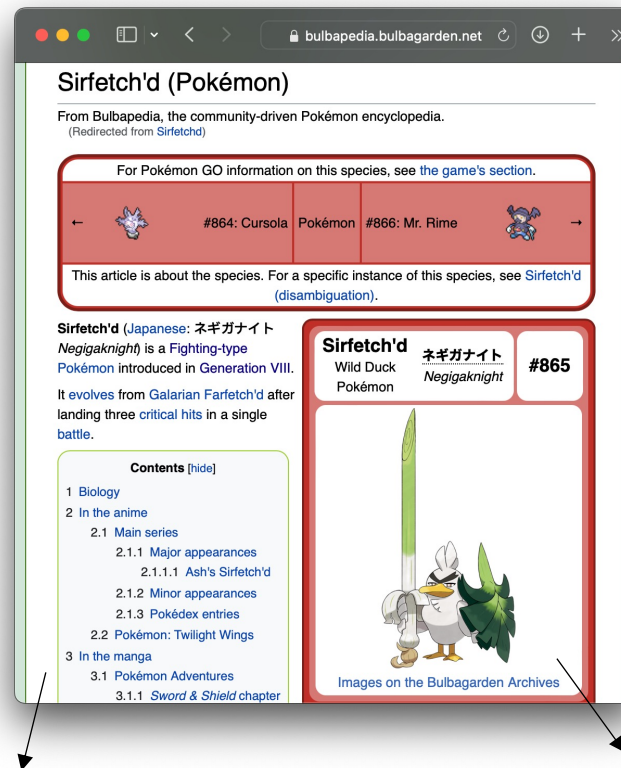 bulbapedia.bulbagarden.net
Sirfetch'd (Pokémon)
From Bulbapedia, the community-driven Pokémon encyclopedia.
(Redirected from Sirfetchd)
For Pokémon GO information on this species, see the game's section.
← #864: Cursola Pokémon #866: Mr. Rime →
This article is about the species. For a specific instance of this species, see Sirfetch'd
(disambiguation).
Sirfetch'd (Japanese: ネギガナイト
Negigaknight) is a Fighting-type
Pokémon introduced in Generation VIII.
It evolves from Galarian Farfetch'd after
landing three critical hits in a single
battle.
Contents [hide]
1 Biology
2 In the anime
2.1 Main series
2.1.1 Major appearances
2.1.1.1 Ash's Sirfetch'd
2.1.2 Minor appearances
2.1.3 Pokédex entries
2.2 Pokémon: Twilight Wings
3 In the manga
3.1 Pokémon Adventures
3.1.1 Sword & Shield chapter
Sirfetch'd
Wild Duck
Pokémon
ネギガナイト
Negigaknight
#865
Images on the Bulbagarden Archives